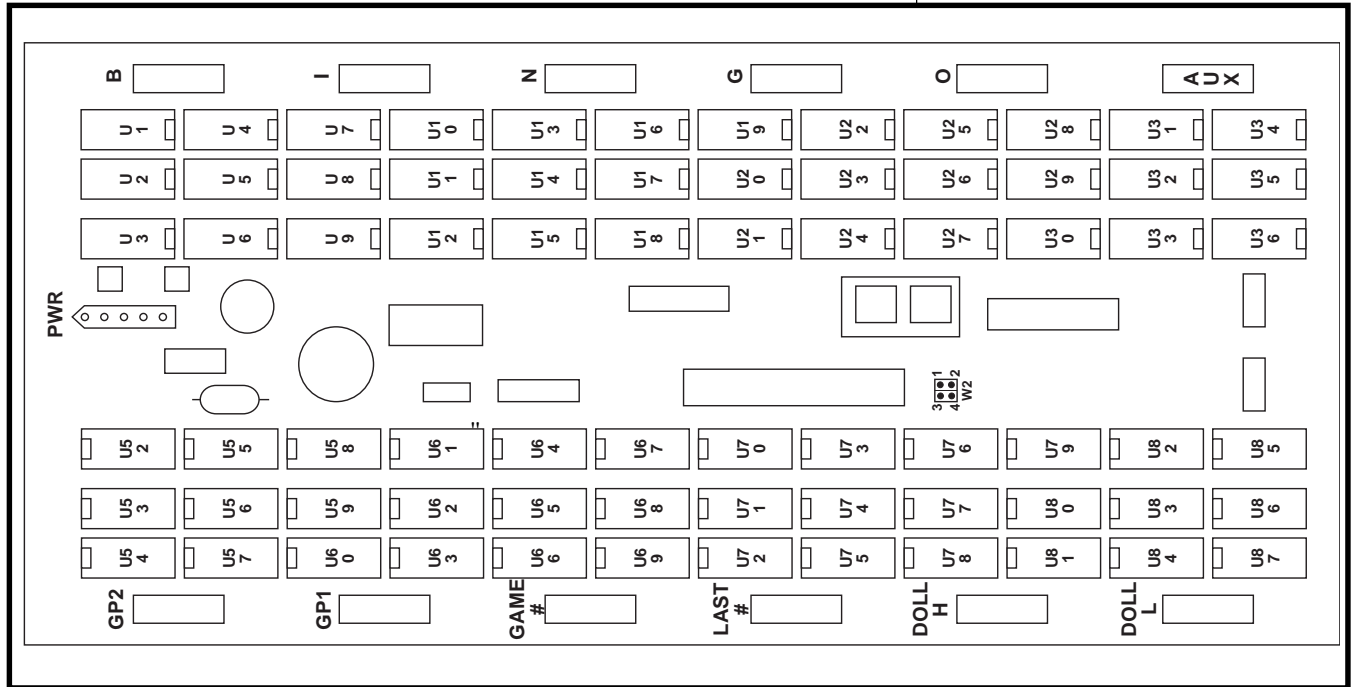 B
I
N
G
O
AUX
U1
U4
U7
U10
U13
U16
U19
U22
U25
U28
U31
U34
U2
U5
U8
U11
U14
U17
U20
U23
U26
U29
U32
U35
U3
U6
U9
U12
U15
U18
U21
U24
U27
U30
U33
U36
PWR
1
2
3
4
W2
"
U52
U55
U58
U61
U64
U67
U70
U73
U76
U79
U82
U85
U53
U56
U59
U62
U65
U68
U71
U74
U77
U80
U83
U86
U54
U57
U60
U63
U66
U69
U72
U75
U78
U81
U84
U87
GP2
GP1
GAME
#
LAST
#
DOLL
H
DOLL
L